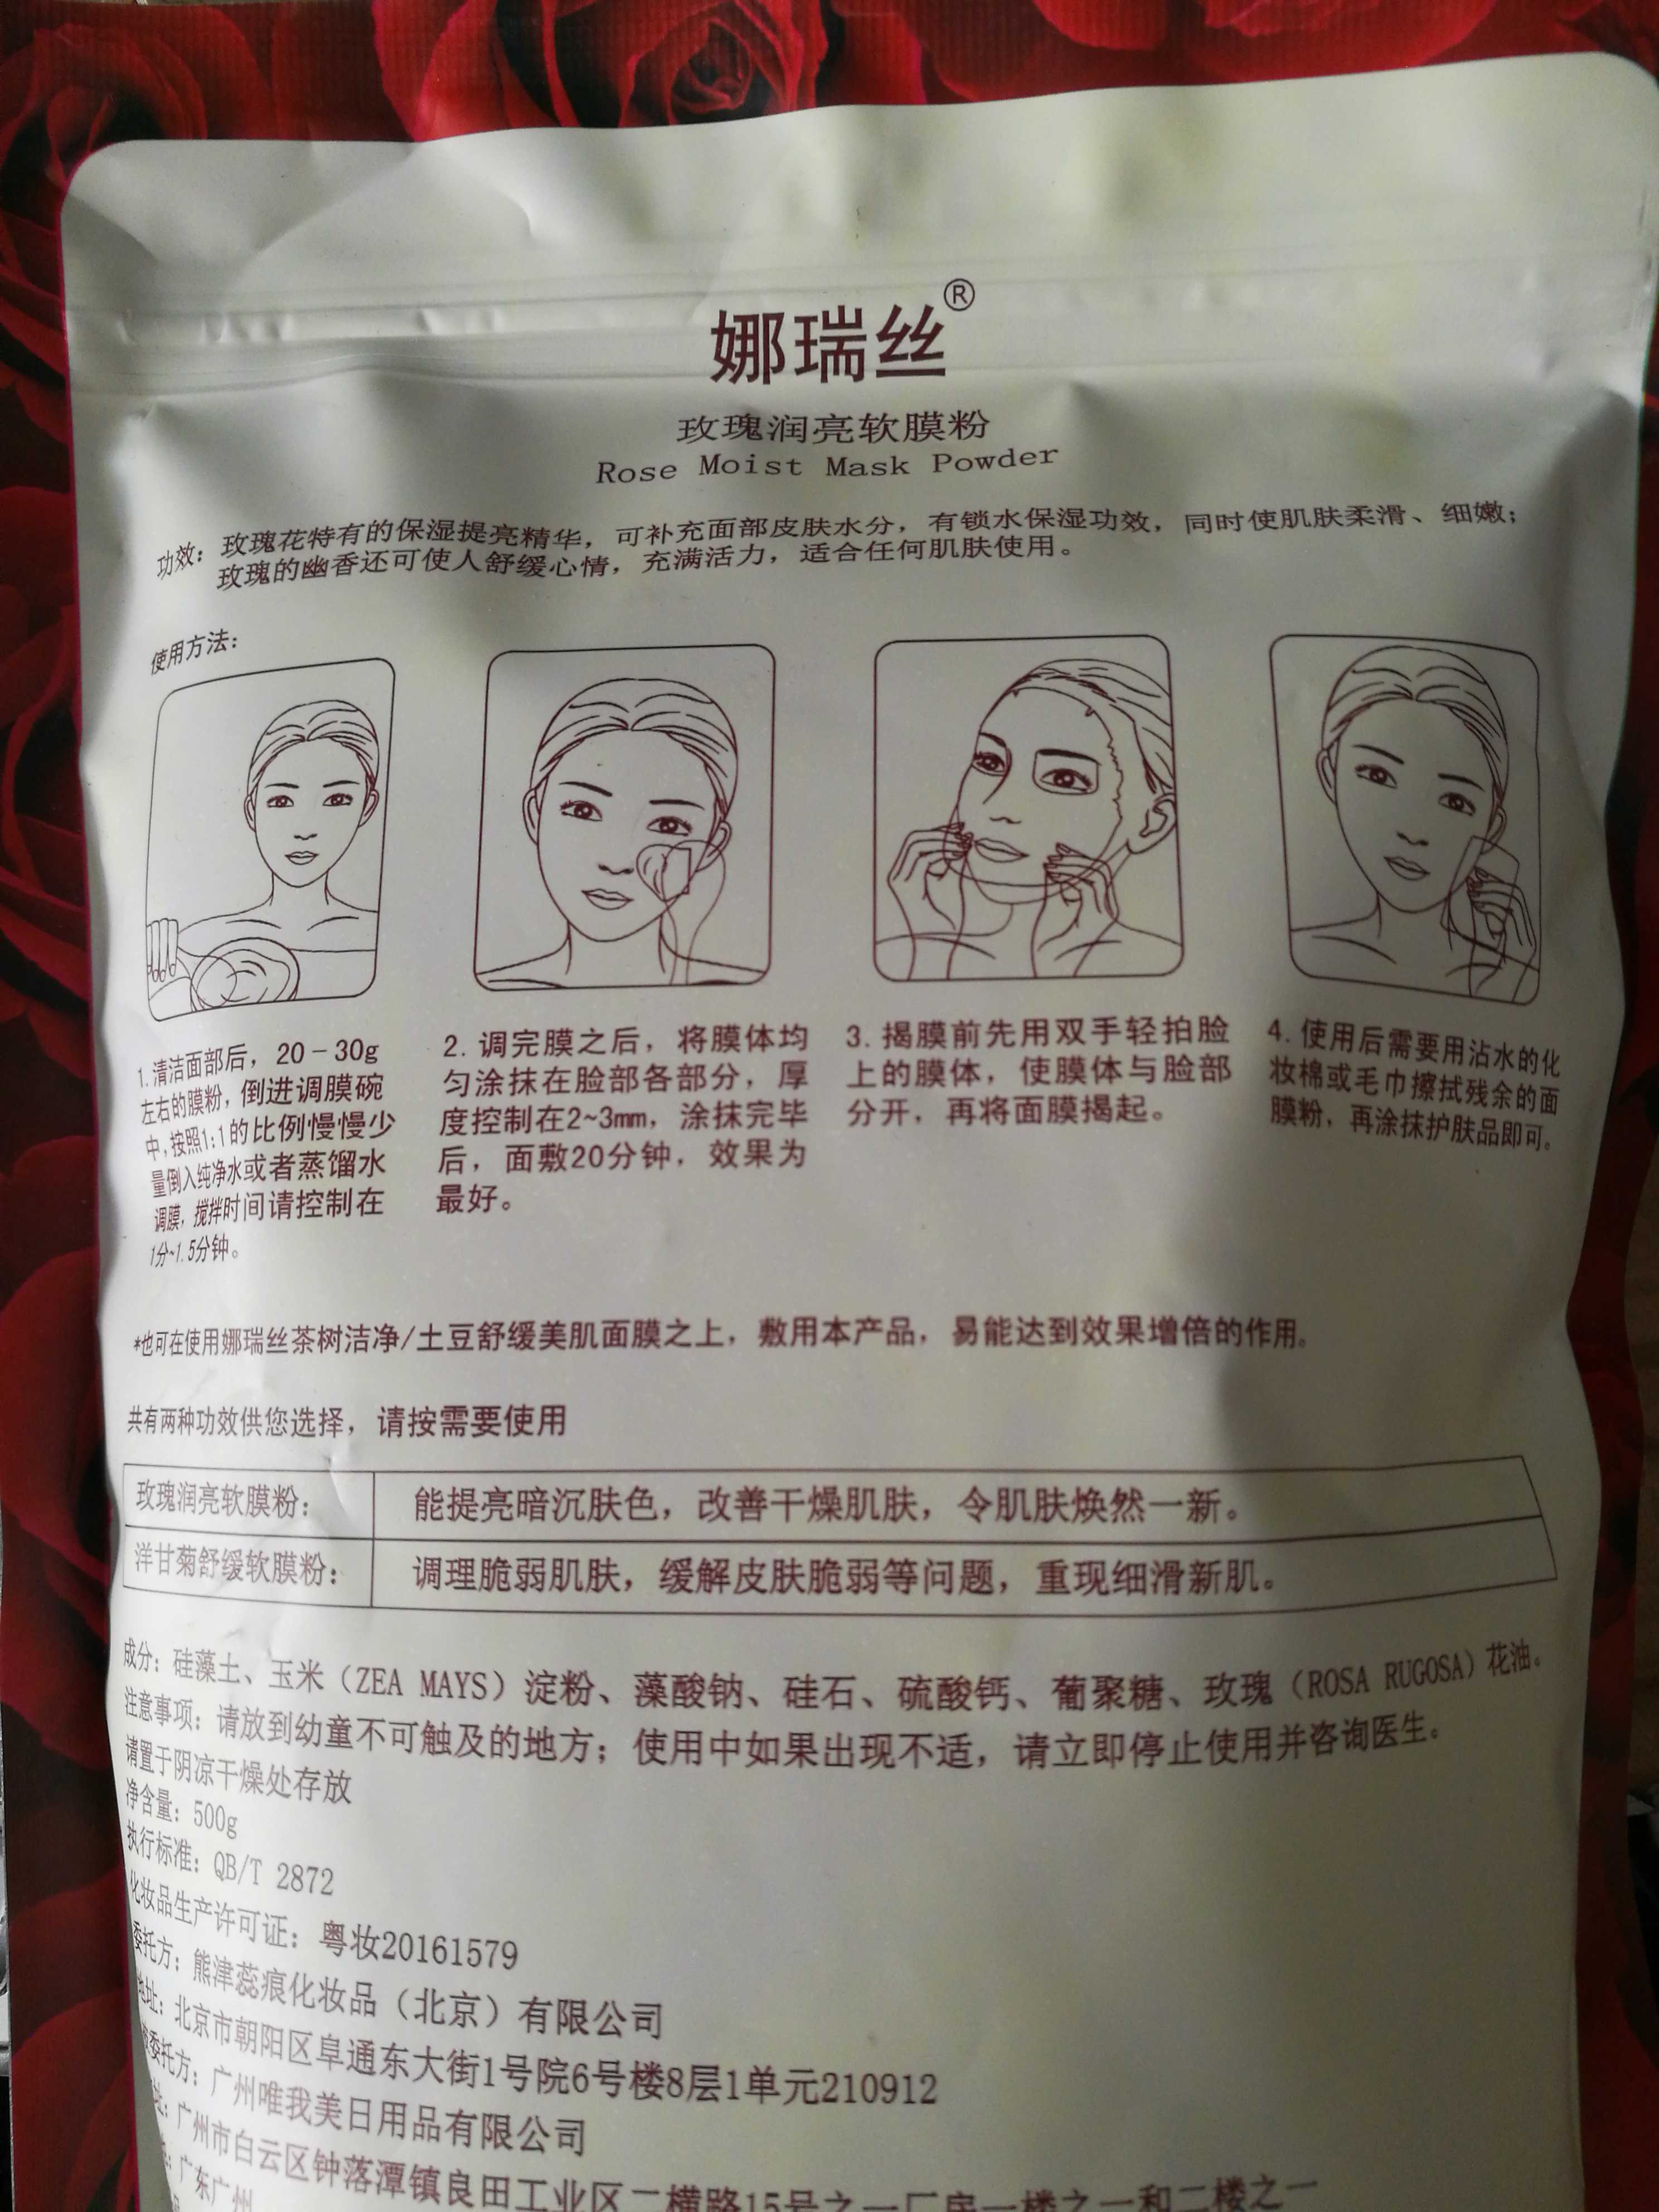 娜瑞丝®
玫瑰润亮软膜粉
Rose Moist Mask Powder
功效：玫瑰花特有的保湿提亮精华，可补充面部皮肤水分，有锁水保湿功效，同时使肌肤柔滑、细嫩；
玫瑰的幽香还可使人舒缓心情，充满活力，适合任何肌肤使用。
使用方法：
1.清洁面部后，20-30g
左右的膜粉，倒进调膜碗
中，按照1:1的比例慢慢少
量倒入纯净水或者蒸馏水
调膜，搅拌时间请控制在
1分~1.5分钟。
2. 调完膜之后，将膜体均
匀涂抹在脸部各部分，厚
度控制在2~3mm，涂抹完毕
后，面敷20分钟，效果为
最好。
3. 揭膜前先用双手轻拍脸
上的膜体，使膜体与脸部
分开，再将面膜揭起。
4. 使用后需要用沾水的化
妆棉或毛巾擦拭残余的面
膜粉，再涂抹护肤品即可。
*也可在使用娜瑞丝茶树洁净/土豆舒缓美肌面膜之上，敷用本产品，易能达到效果增倍的作用。
共有两种功效供您选择，请按需要使用
玫瑰润亮软膜粉： 能提亮暗沉肤色，改善干燥肌肤，令肌肤焕然一新。
洋甘菊舒缓软膜粉： 调理脆弱肌肤，缓解皮肤脆弱等问题，重现细滑新肌。
成分：硅藻土、玉米（ZEA MAYS）淀粉、藻酸钠、硅石、硫酸钙、葡聚糖、玫瑰（ROSA RUGOSA）花油。
注意事项：请放到幼童不可触及的地方；使用中如果出现不适，请立即停止使用并咨询医生。
请置于阴凉干燥处存放
净含量：500g
执行标准：QB/T 2872
化妆品生产许可证：粤妆20161579
委托方：熊津蕊痕化妆品（北京）有限公司
地址：北京市朝阳区阜通东大街1号院6号楼8层1单元210912
委托方：广州唯我美日用品有限公司
址：广州市白云区钟落潭镇良田工业区二横路15号之一厂房一楼之一和二楼之一
：广东广州